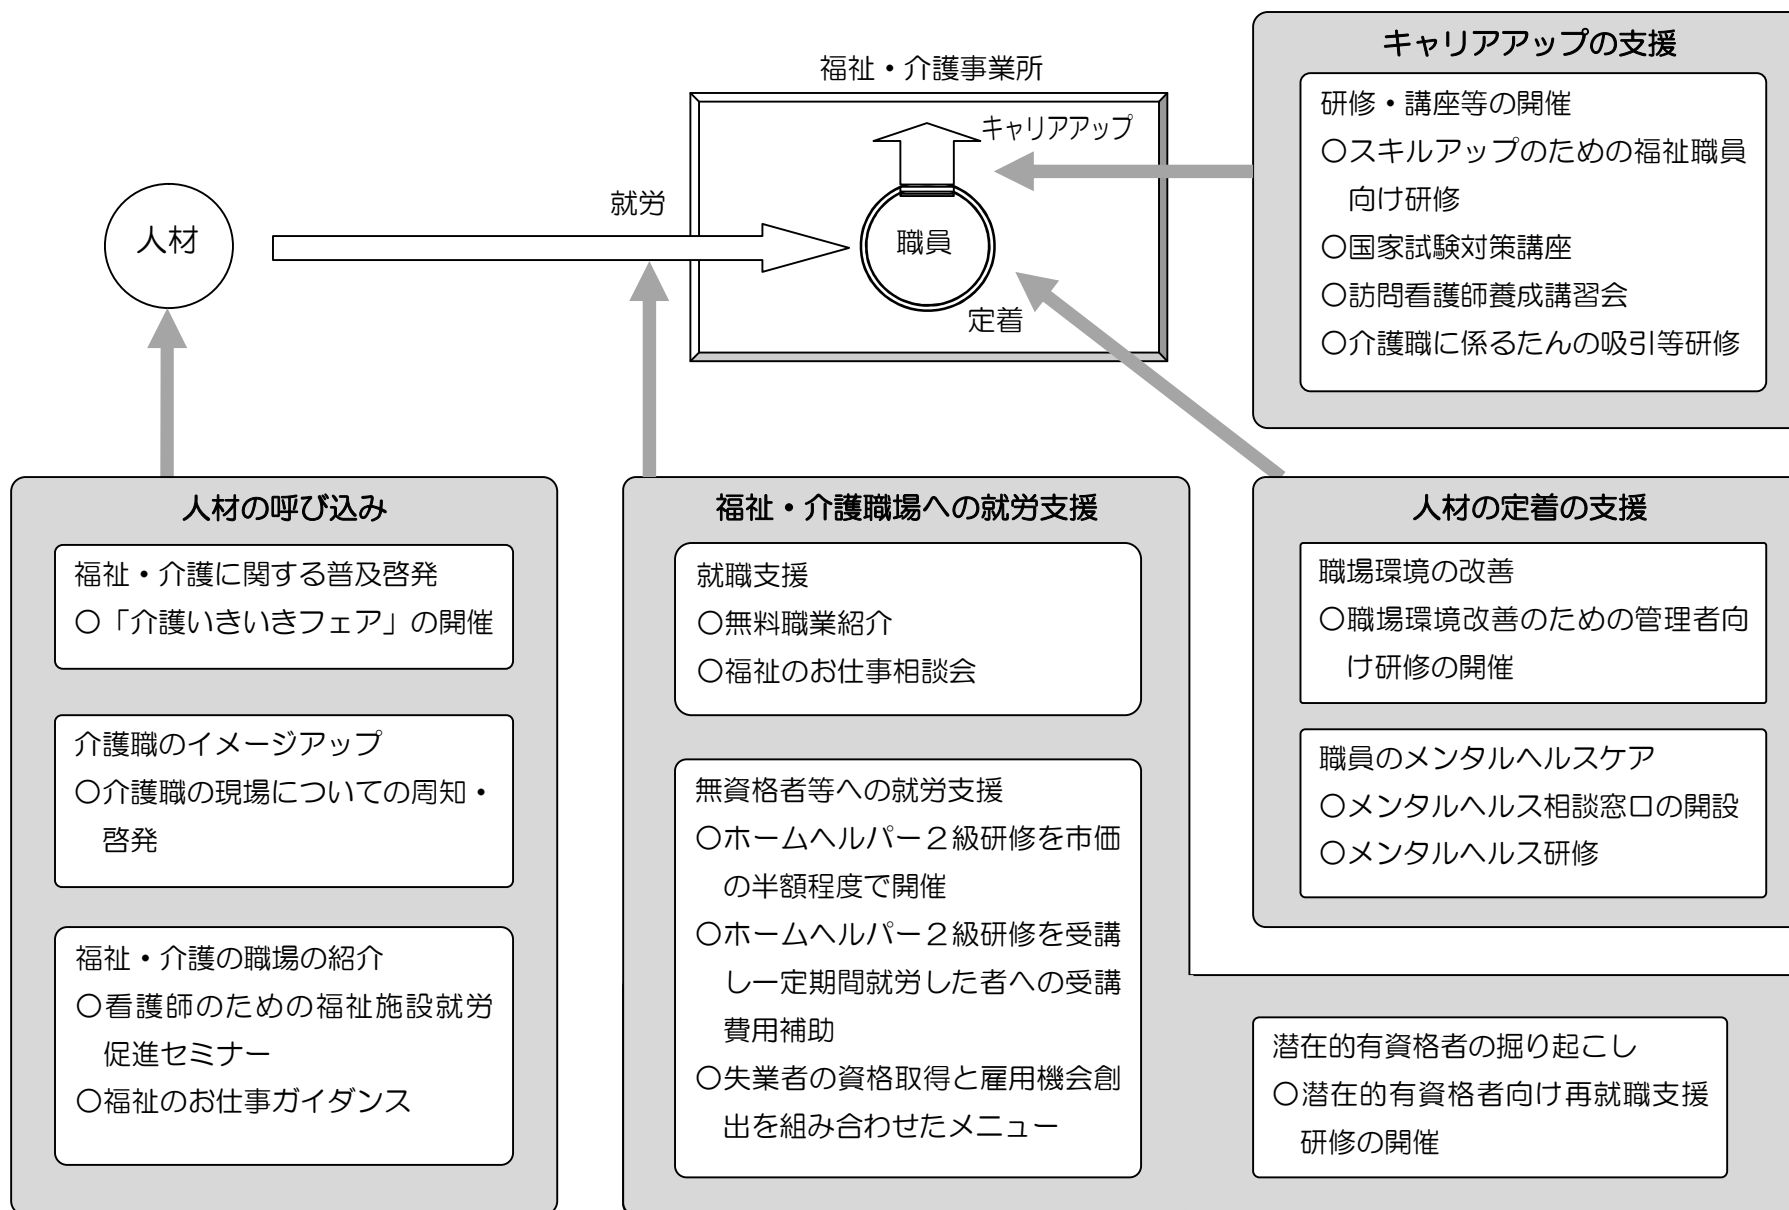 福祉・介護事業所
キャリアアップ
就労
人材
職員
定着
キャリアアップの支援
研修・講座等の開催
○スキルアップのための福祉職員
向け研修
○国家試験対策講座
○訪問看護師養成講習会
○介護職に係るたんの吸引等研修
人材の呼び込み
福祉・介護に関する普及啓発
○「介護いきいきフェア」の開催
介護職のイメージアップ
○介護職の現場についての周知・
啓発
福祉・介護の職場の紹介
○看護師のための福祉施設就労
促進セミナー
○福祉のお仕事ガイダンス
福祉・介護職場への就労支援
就職支援
○無料職業紹介
○福祉のお仕事相談会
無資格者等への就労支援
○ホームヘルパー２級研修を市価
の半額程度で開催
○ホームヘルパー２級研修を受講
し一定期間就労した者への受講
費用補助
○失業者の資格取得と雇用機会創
出を組み合わせたメニュー
潜在的有資格者の掘り起こし
○潜在的有資格者向け再就職支援
研修の開催
人材の定着の支援
職場環境の改善
○職場環境改善のための管理者向
け研修の開催
職員のメンタルヘルスケア
○メンタルヘルス相談窓口の開設
○メンタルヘルス研修